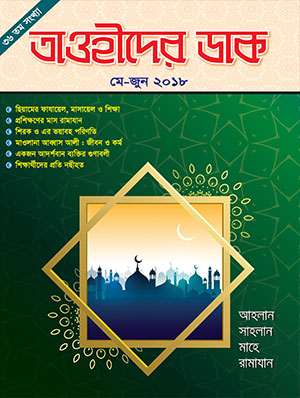 ৩৬ তম সংখ্যা
তাওহীদের ডাক
মে-জুন ২০১৮
ছিয়ামের ফাযায়েল, মাসায়েল ও শিক্ষা
প্রশিক্ষণের মাস রামাযান
শিরক ও এর ভয়াবহ পরিণতি
মাওলানা আব্বাস আলী : জীবন ও কর্ম
একজন আদর্শবান ব্যক্তির গুণাবলী
শিক্ষার্থীদের প্রতি নছীহত
আহলান
সাহলান
মাহে
রামাযান